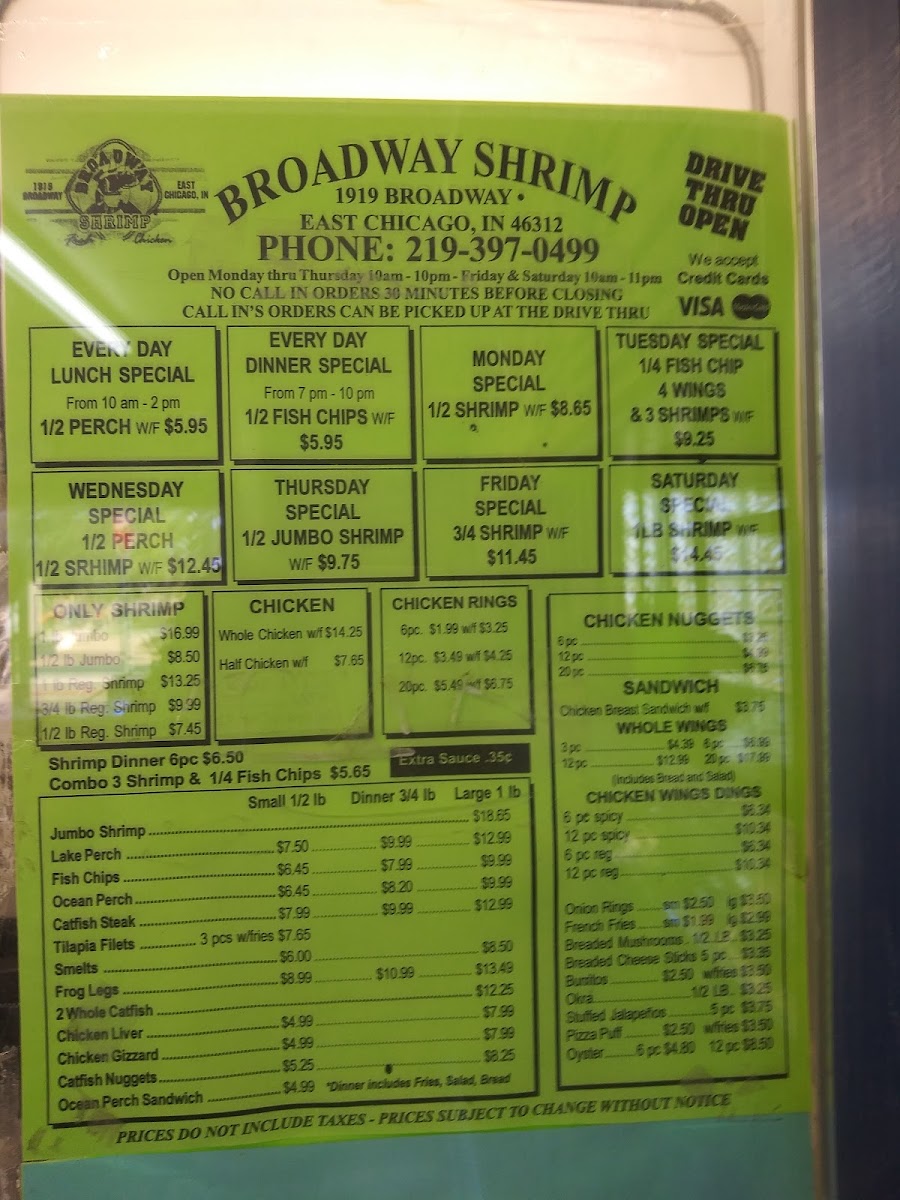 BROADWAY SHRIMP
1919 BROADWAY •
EAST CHICAGO, IN 46312
PHONE: 219-397-0499
Open Monday thru Thursday 10am - 10pm - Friday & Saturday 10am - 11pm
NO CALL IN ORDERS 30 MINUTES BEFORE CLOSING
CALL IN'S ORDERS CAN BE PICKED UP AT THE DRIVE THRU
1919
BROADWAY
BROADWAY
SHRIMP
EAST
CHICAGO, IN
Fresh Chicken
DRIVE
THRU
OPEN
We accept
Credit Cards
VISA
EVERY DAY
LUNCH SPECIAL
From 10 am - 2 pm
1/2 PERCH W/F $5.95
EVERY DAY
DINNER SPECIAL
From 7 pm - 10 pm
1/2 FISH CHIPS W/F
$5.95
MONDAY
SPECIAL
1/2 SHRIMP W/F $8.65
TUESDAY SPECIAL
1/4 FISH CHIP
4 WINGS
& 3 SHRIMPS W/F
$9.25
WEDNESDAY
SPECIAL
1/2 PERCH
1/2 SRHIMP W/F $12.45
THURSDAY
SPECIAL
1/2 JUMBO SHRIMP
W/F $9.75
FRIDAY
SPECIAL
3/4 SHRIMP W/F
$11.45
SATURDAY
SPECIAL
1LB SHRIMP W/F
$14.45
ONLY SHRIMP
1 lb Jumbo $16.99
1/2 lb Jumbo $8.50
1 lb Reg. Shrimp $13.25
3/4 lb Reg. Shrimp $9.99
1/2 lb Reg. Shrimp $7.45
CHICKEN
Whole Chicken w/f $14.25
Half Chicken w/f $7.65
CHICKEN RINGS
6pc. $1.99 w/f $3.25
12pc. $3.49 w/f $4.25
20pc. $5.49 w/f $6.75
Shrimp Dinner 6pc $6.50
Combo 3 Shrimp & 1/4 Fish Chips $5.65
Extra Sauce .35¢
Small 1/2 lb Dinner 3/4 lb Large 1 lb
Jumbo Shrimp $18.65
Lake Perch $7.50 $9.99 $12.99
Fish Chips $6.45 $7.99 $9.99
Ocean Perch $6.45 $8.20 $9.99
Catfish Steak $7.99 $9.99 $12.99
Tilapia Filets 3 pcs w/fries $7.65
Smelts $6.00 $8.50
Frog Legs $8.99 $10.99 $13.49
2 Whole Catfish $12.25
Chicken Liver $4.99 $7.99
Chicken Gizzard $4.99 $7.99
Catfish Nuggets $5.25 $8.25
Ocean Perch Sandwich $4.99 *Dinner includes Fries, Salad, Bread
CHICKEN NUGGETS
6 pc
12 pc
20 pc
SANDWICH
Chicken Breast Sandwich w/f $3.75
WHOLE WINGS
3 pc $4.39 6 pc $6.99
12pc $12.99 20 pc $17.99
(Includes Bread and Salad)
CHICKEN WINGS DINGS
6 pc spicy $6.34
12 pc spicy $10.34
6 pc reg $6.34
12 pc reg $10.34
Onion Rings sm $2.50 lg $3.50
French Fries sm $1.99 lg $2.99
Breaded Mushrooms 1/2 LB $3.25
Breaded Cheese Sticks 5 pc $3.35
Burritos $2.50 w/fries $3.50
Okra 1/2 LB $3.25
Stuffed Jalapeños 5 pc $3.75
Pizza Puff $2.50 w/fries $3.50
Oyster 6 pc $4.80 12 pc $8.50
PRICES DO NOT INCLUDE TAXES - PRICES SUBJECT TO CHANGE WITHOUT NOTICE